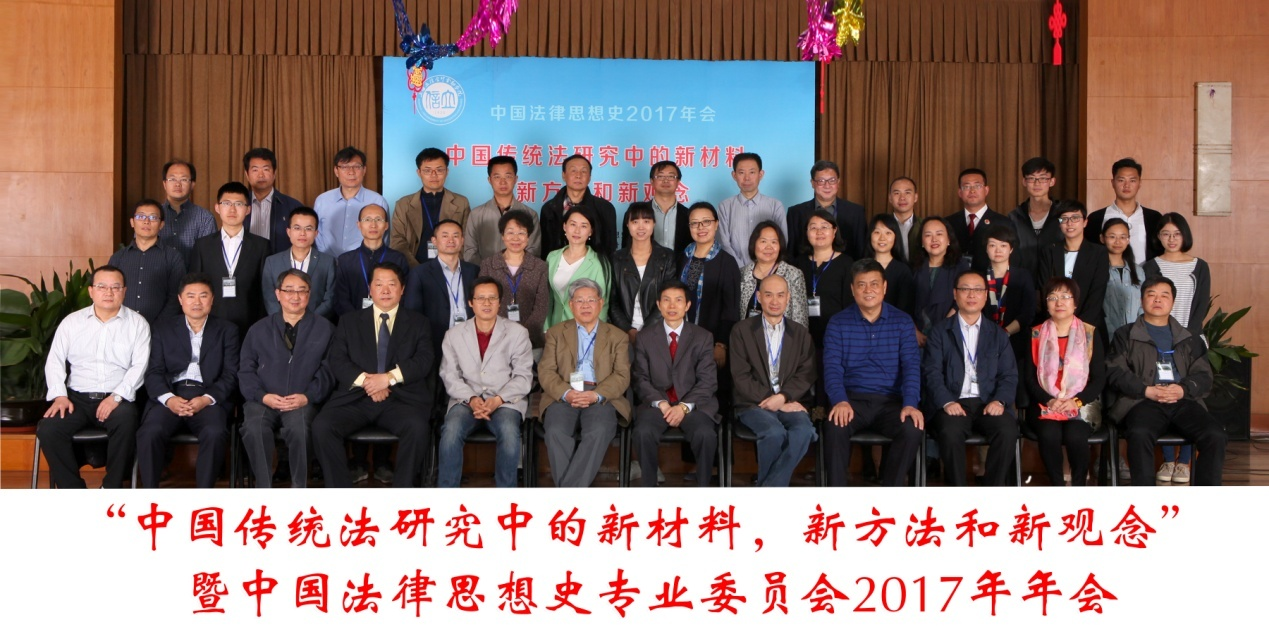 信立
中国法律思想史2017年会
中国传统法研究中的新材料
新方 和新观念
“中国传统法研究中的新材料，新方法和新观念”
暨中国法律思想史专业委员会2017年年会